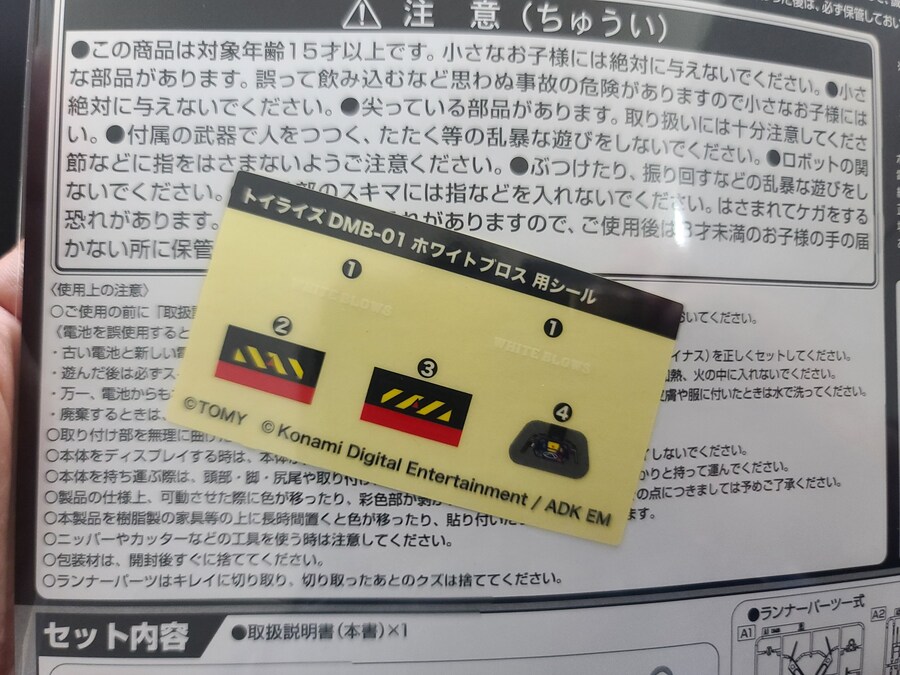 た後は、必ず保管してお
⚠ 注 意(ちゅうい)
●この商品は対象年齢15才以上です。小さなお子様には絶対に与えないでください。●小さ
な部品があります。誤って飲み込むなど思わぬ事故の危険がありますので小さなお子様には
絶対に与えないでください。●尖っている部品があります。取り扱いには十分注意してくださ
い。●付属の武器で人をつつく、たたく等の乱暴な遊びをしないでください。●ロボットの関
節などに指をはさまないようご注意ください。●ぶつけたり、振り回すなどの乱暴な遊びをし
ないでください。 部のスキマには指などを入れないでください。はさまれてケガをする
恐れがあります。 がありますので、ご使用後は3才未満のお子様の手の届
かない所に保管
トイライズ DMB-01 ホワイトブロス 用シール
1
WHITE BLOWS
1
WHITE BLOWS
2
3
4
©TOMY © Konami Digital Entertainment / ADK EM
〈使用上の注意〉
○ご使用の前に「取扱 おいてください。
《電池を誤使用すると
・古い電池と新しい電 イナス)を正しくセットしてください。
・遊んだ後は必ずス 加熱、火の中に入れないでください。
・万一、電池からも 皮膚や服に付いたときは水で洗ってください。
・廃棄するときは、
○取り付け部を無理に曲げた しないでください。
○本体をディスプレイする時は、本体が かりと持って運んでください。
○本体を持ち運ぶ際は、頭部・脚・尻尾や取り付け の点につきましては予めご了承ください。
○製品の仕様上、可動させた際に色が移ったり、彩色部が剥が ます。
○本製品を樹脂製の家具等の上に長時間置くと色が移ったり、貼り付いた
○ニッパーやカッターなどの工具を使う時は注意してください。
○包装材は、開封後すぐに捨ててください。
○ランナーパーツはキレイに切り取り、切り取ったあとのクズは捨ててください。
セット内容 ●取扱説明書(本書)×1
●ランナーパーツ一式
A1
A2